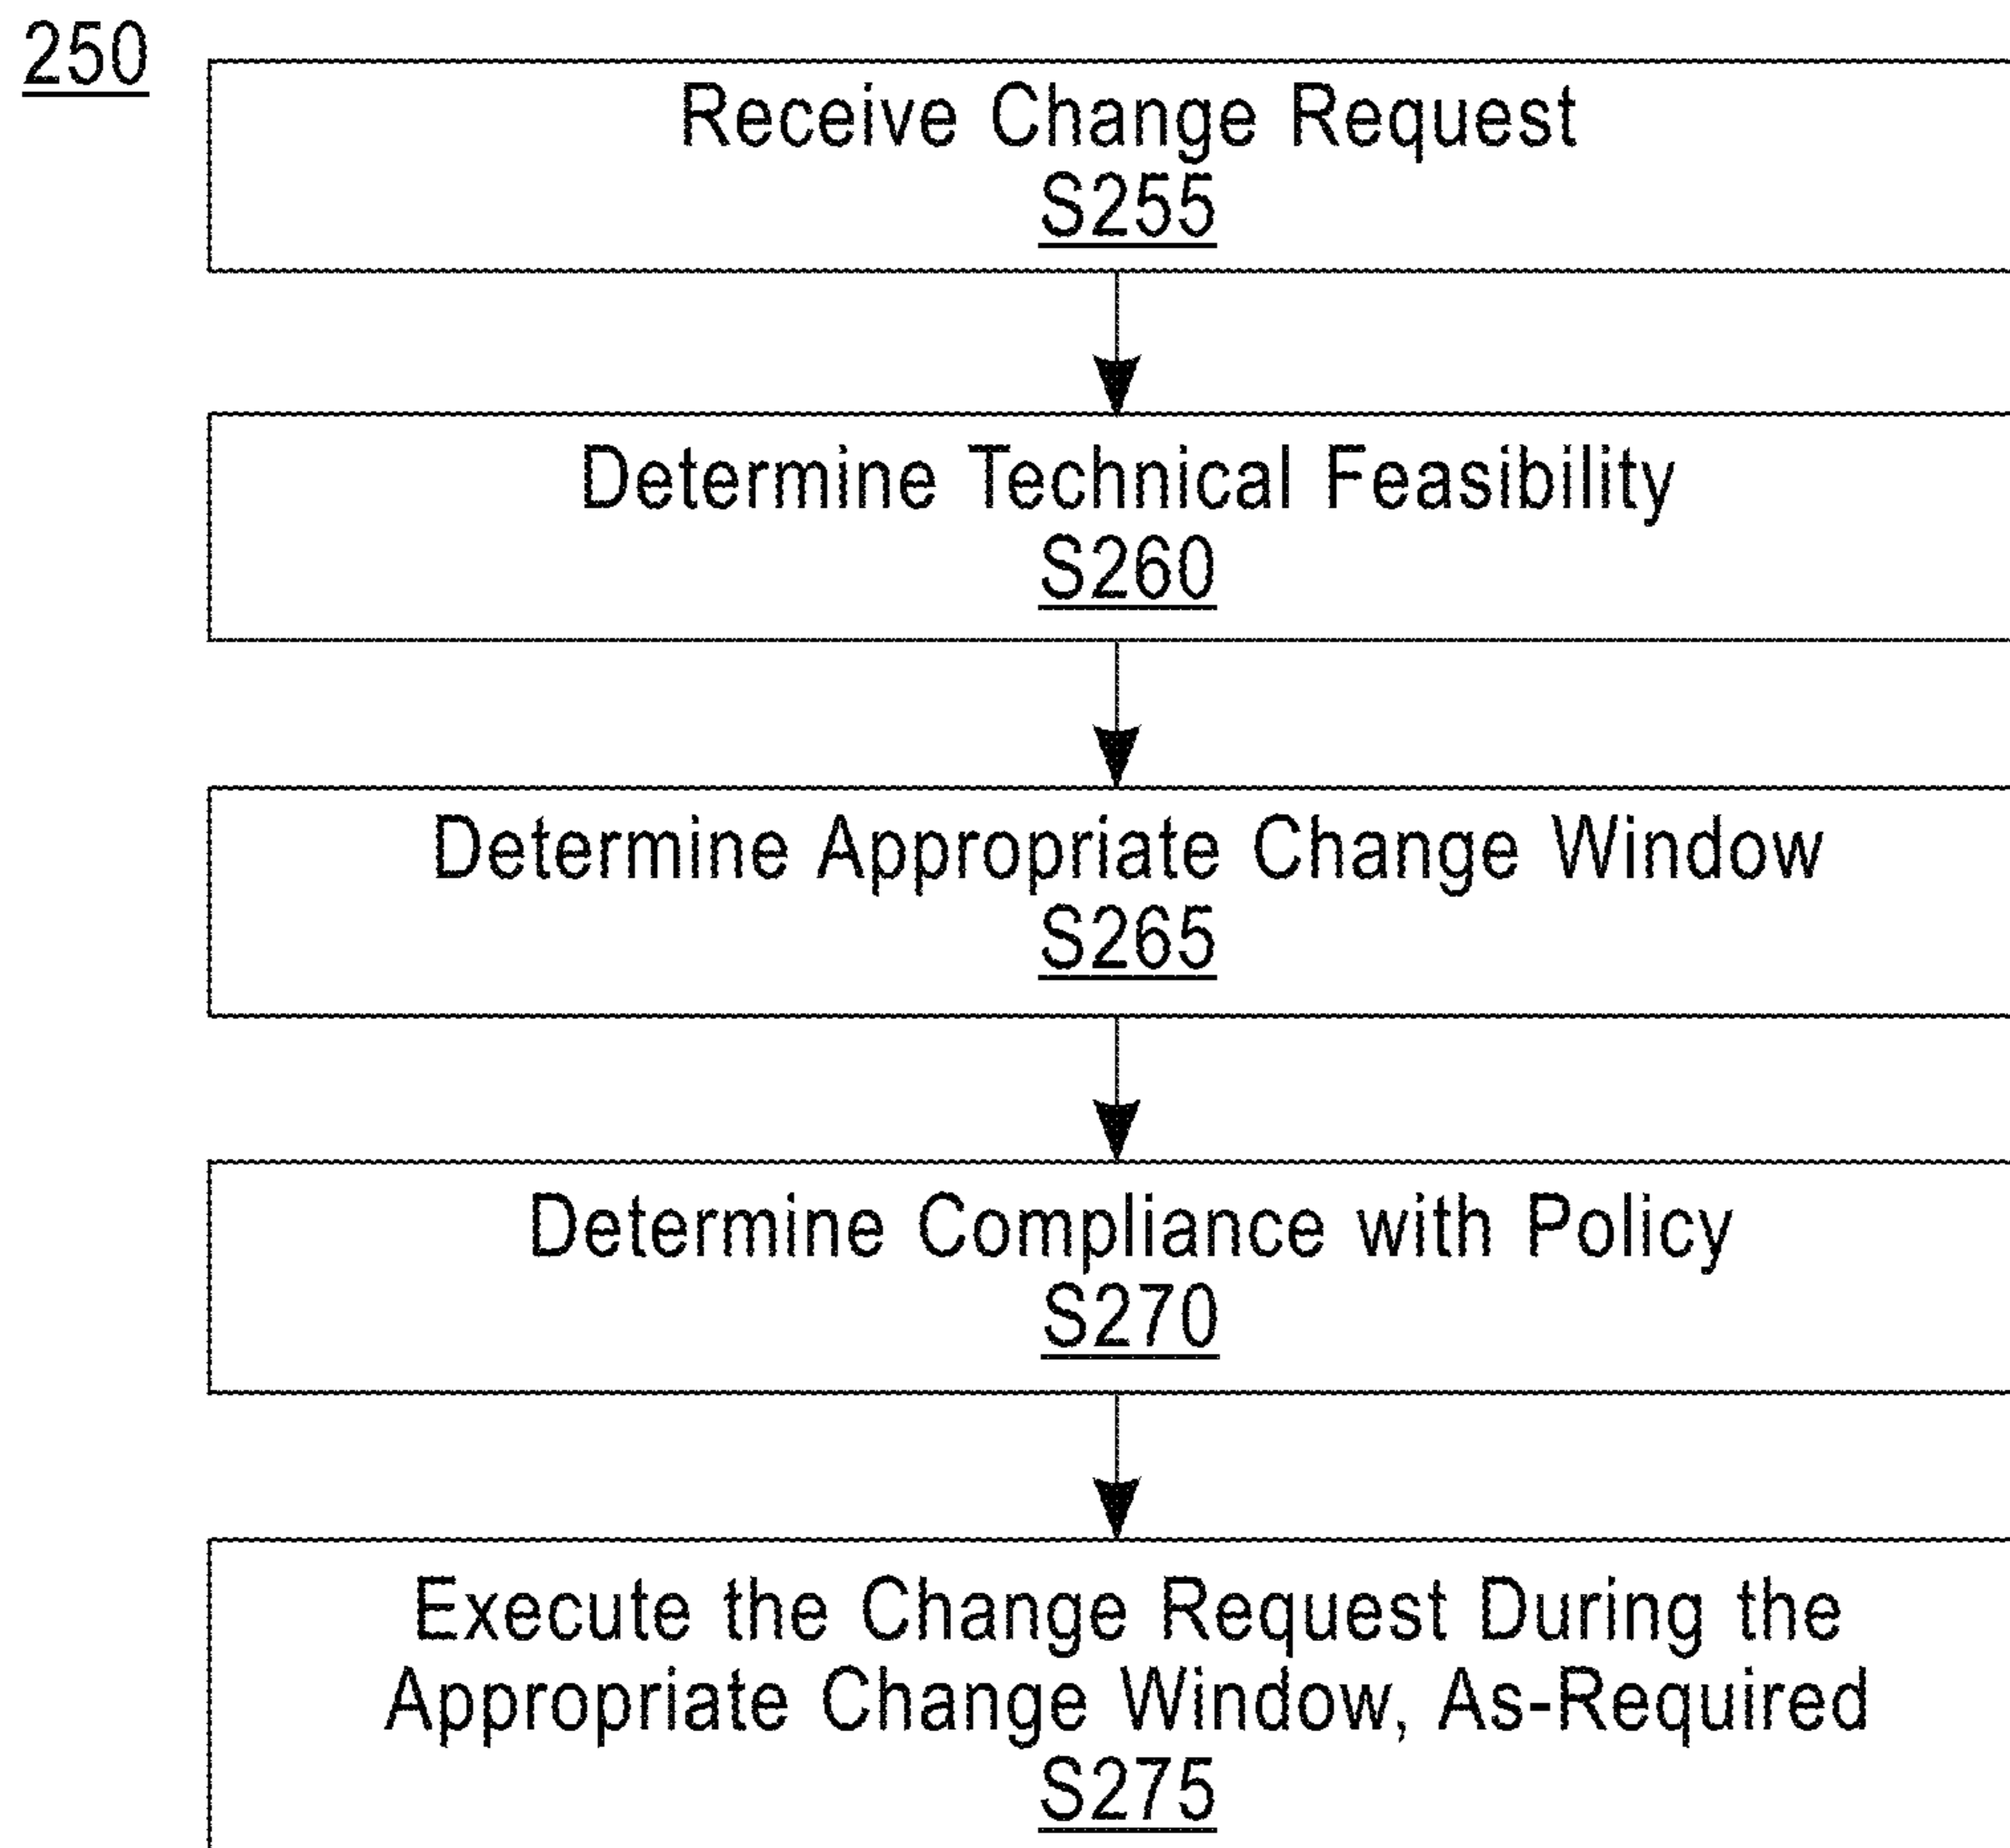 250
Receive Change Request
S255
Determine Technical Feasibility
S260
Determine Appropriate Change Window
S265
Determine Compliance with Policy
S270
Execute the Change Request During the
Appropriate Change Window, As-Required
S275